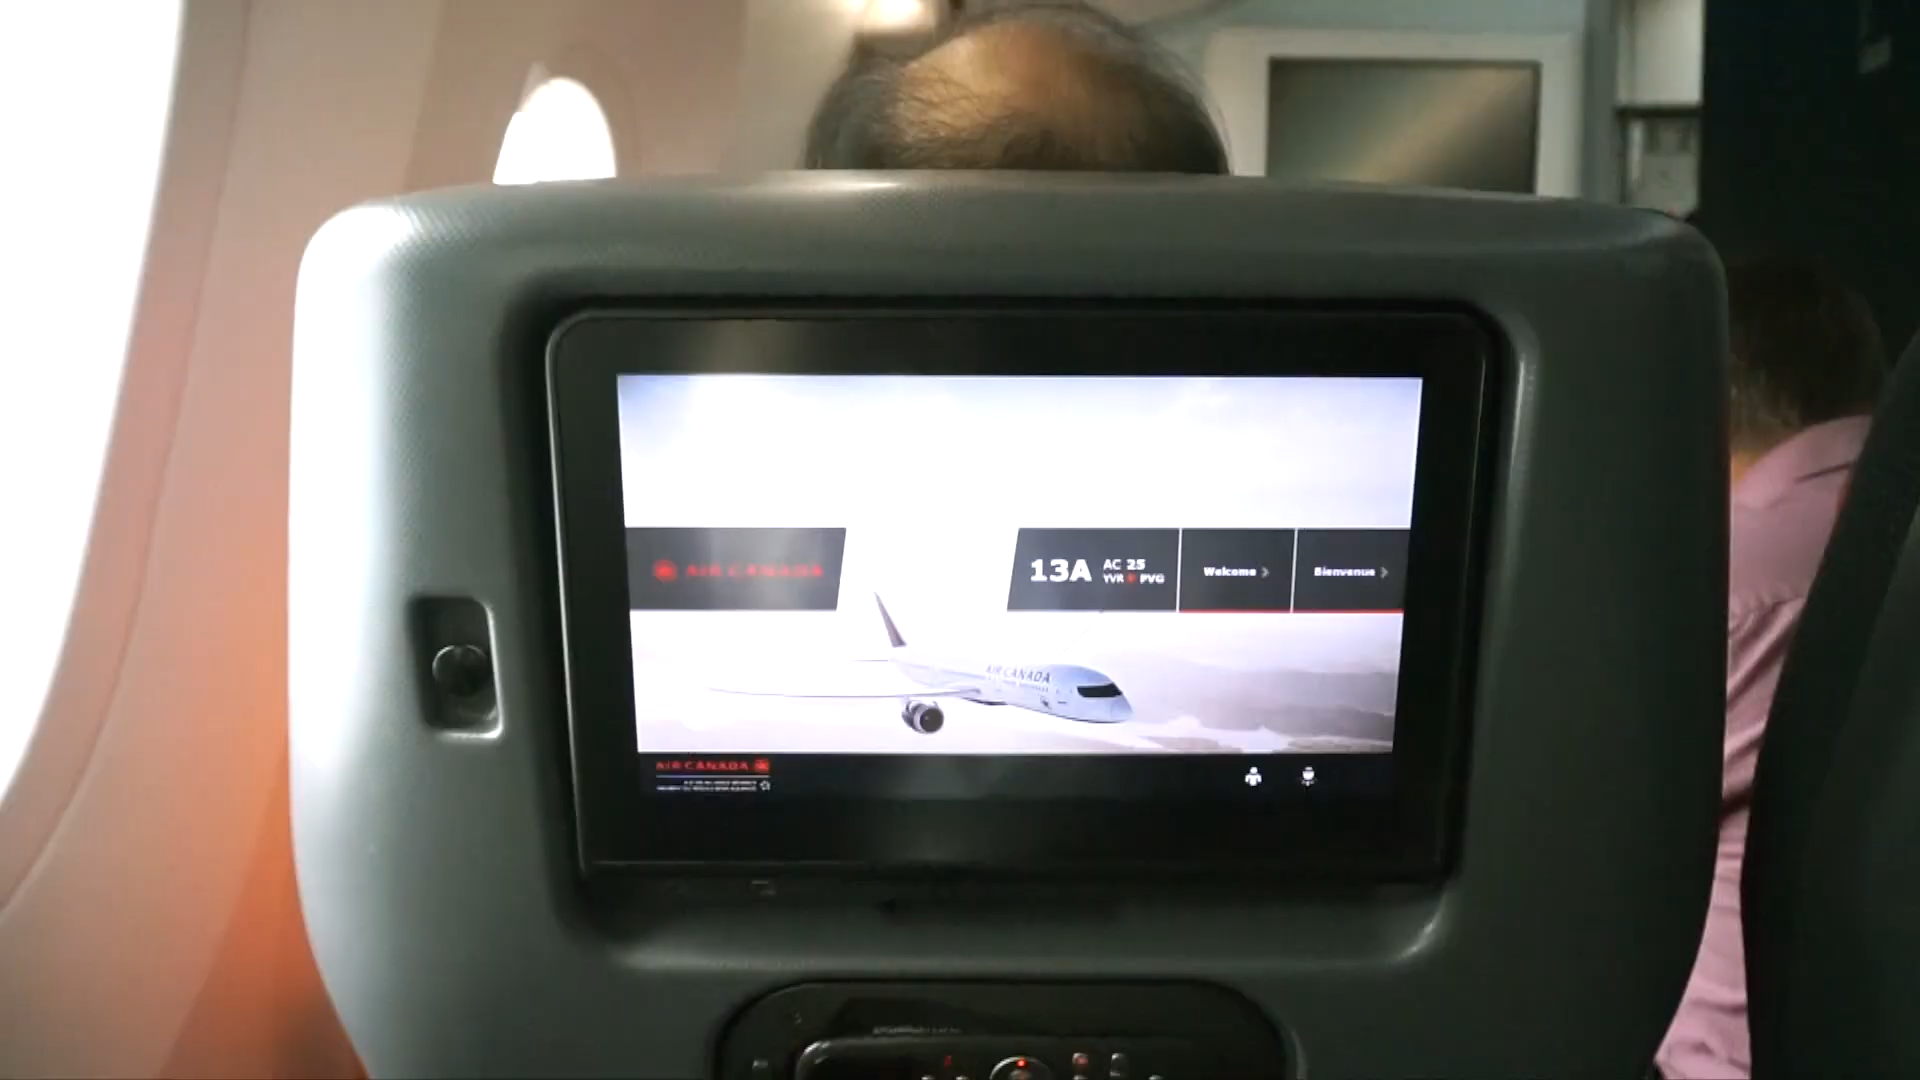 AIR CANADA
13A
AC 25
YVR PVG
Welcome
Bienvenue
AIR CANADA
AIR CANADA